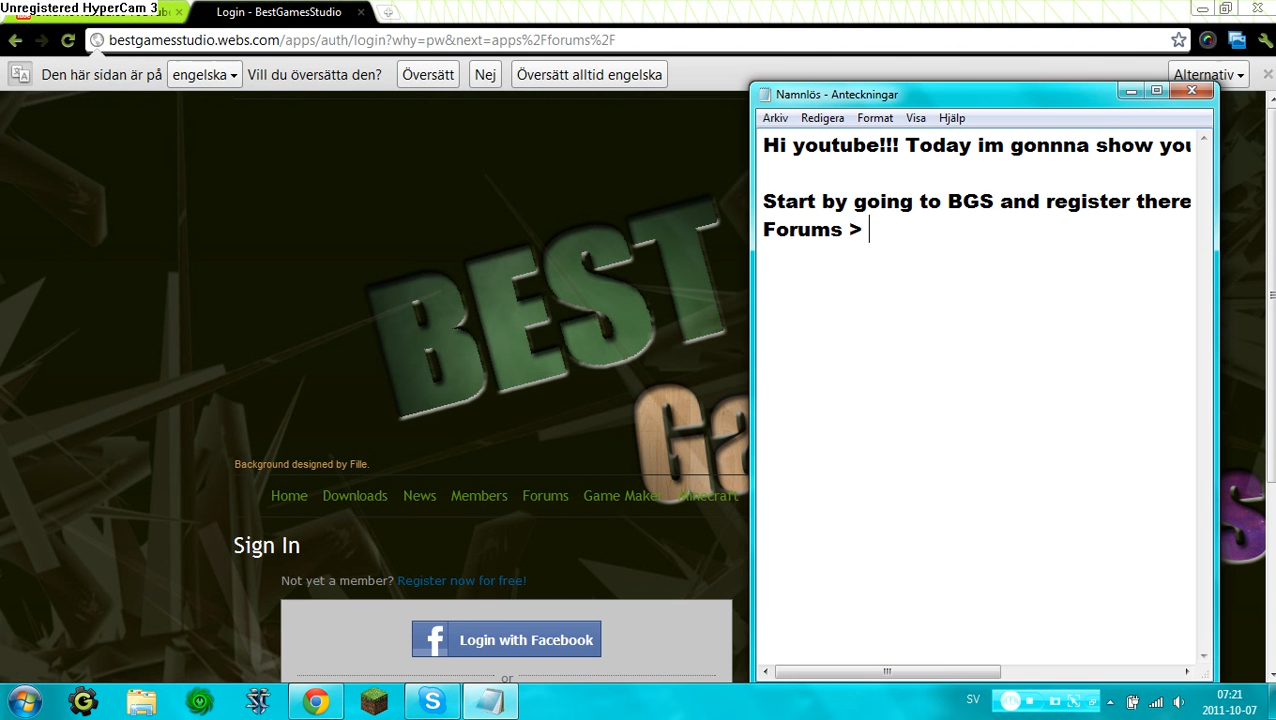 Unregistered HyperCam 3
Login - BestGamesStudio
bestgamesstudio.webs.com/apps/auth/login?why=pw&next=apps%2Fforums%2F
Den här sidan är på engelska Vill du översätta den? Översätt Nej Översätt alltid engelska Alternativ
Namnlös - Anteckningar
Arkiv Redigera Format Visa Hjälp
Hi youtube!!! Today im gonnna show you
Start by going to BGS and register there
Forums >
BEST
Ga
Background designed by Fille.
Home Downloads News Members Forums Game Maker Minecraft
Sign In
Not yet a member? Register now for free!
Login with Facebook
or
SV
07:21
2011-10-07